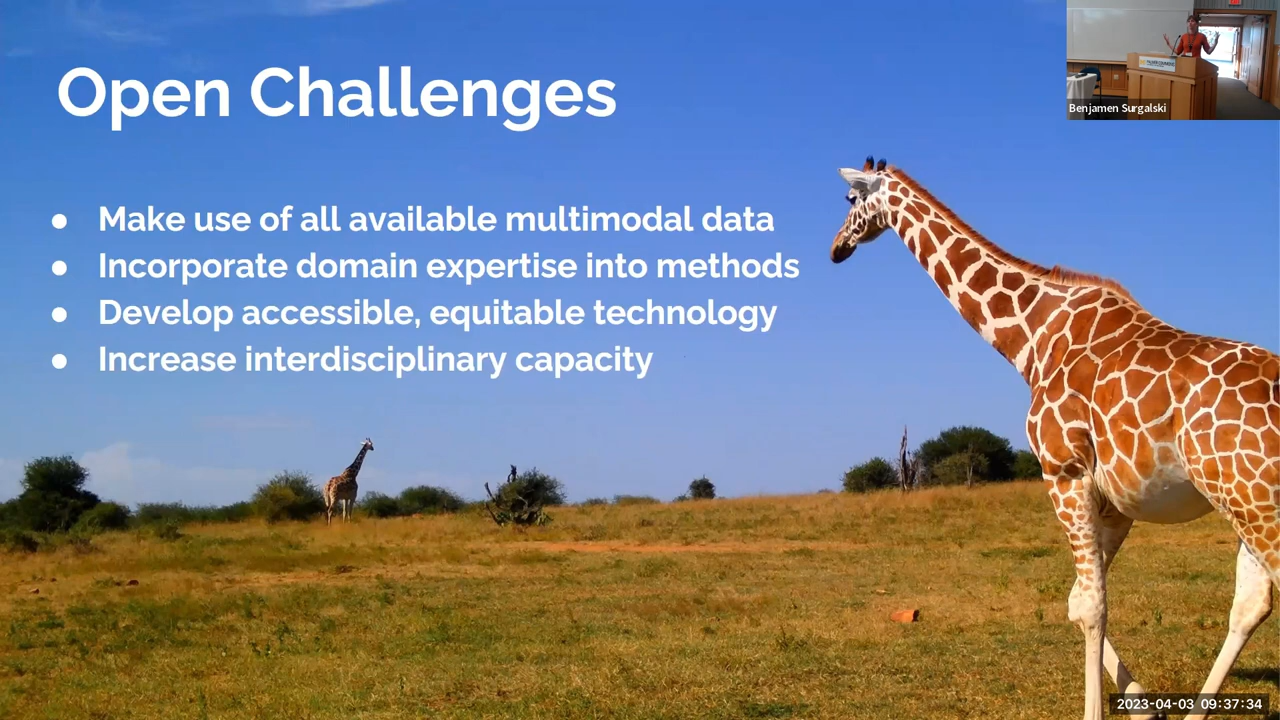 Open Challenges
● Make use of all available multimodal data
● Incorporate domain expertise into methods
● Develop accessible, equitable technology
● Increase interdisciplinary capacity
Benjamen Surgalski
2023-04-03 09:37:34